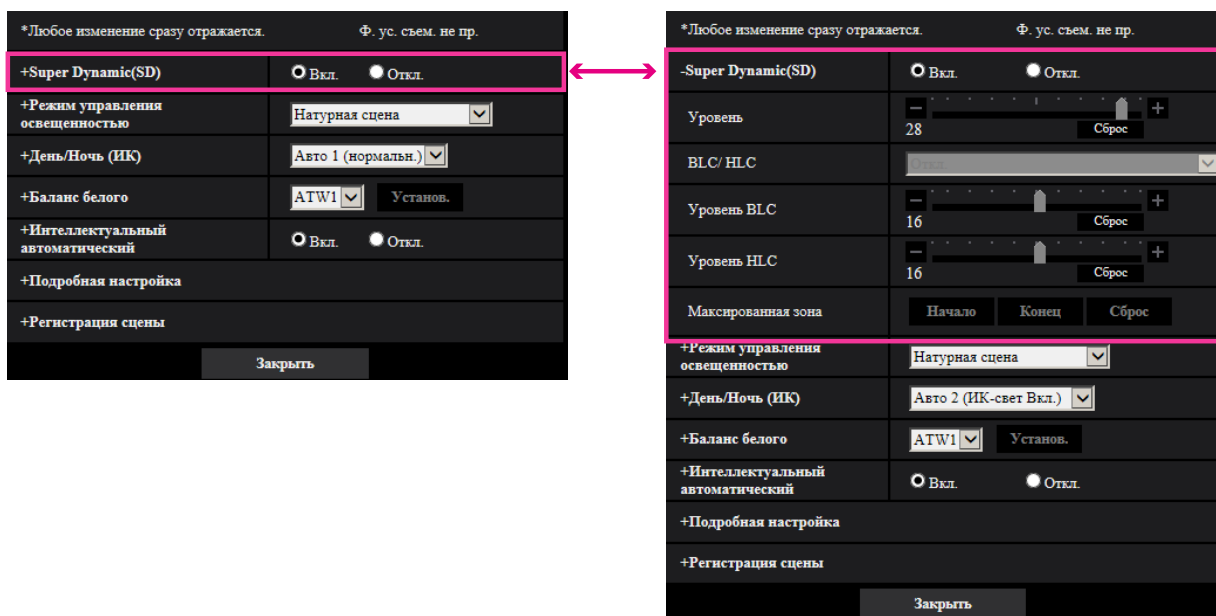 *Любое изменение сразу отражается. Ф. ус. съем. не пр.
+Super Dynamic(SD) Вкл. Откл.
+Режим управления
освещенностью
Натурная сцена
+День/Ночь (ИК) Авто 1 (нормальн.)
+Баланс белого ATW1 Установ.
+Интеллектуальный
автоматический
Вкл. Откл.
+Подробная настройка
+Регистрация сцены
Закрыть
*Любое изменение сразу отражается. Ф. ус. съем. не пр.
-Super Dynamic(SD) Вкл. Откл.
Уровень
28 Сброс
BLC/ HLC Откл.
Уровень BLC
16 Сброс
Уровень HLC
16 Сброс
Максированная зона Начало Конец Сброс
+Режим управления
освещенностью
Натурная сцена
+День/Ночь (ИК) Авто 2 (ИК-свет Вкл.)
+Баланс белого ATW1 Установ.
+Интеллектуальный
автоматический
Вкл. Откл.
+Подробная настройка
+Регистрация сцены
Закрыть